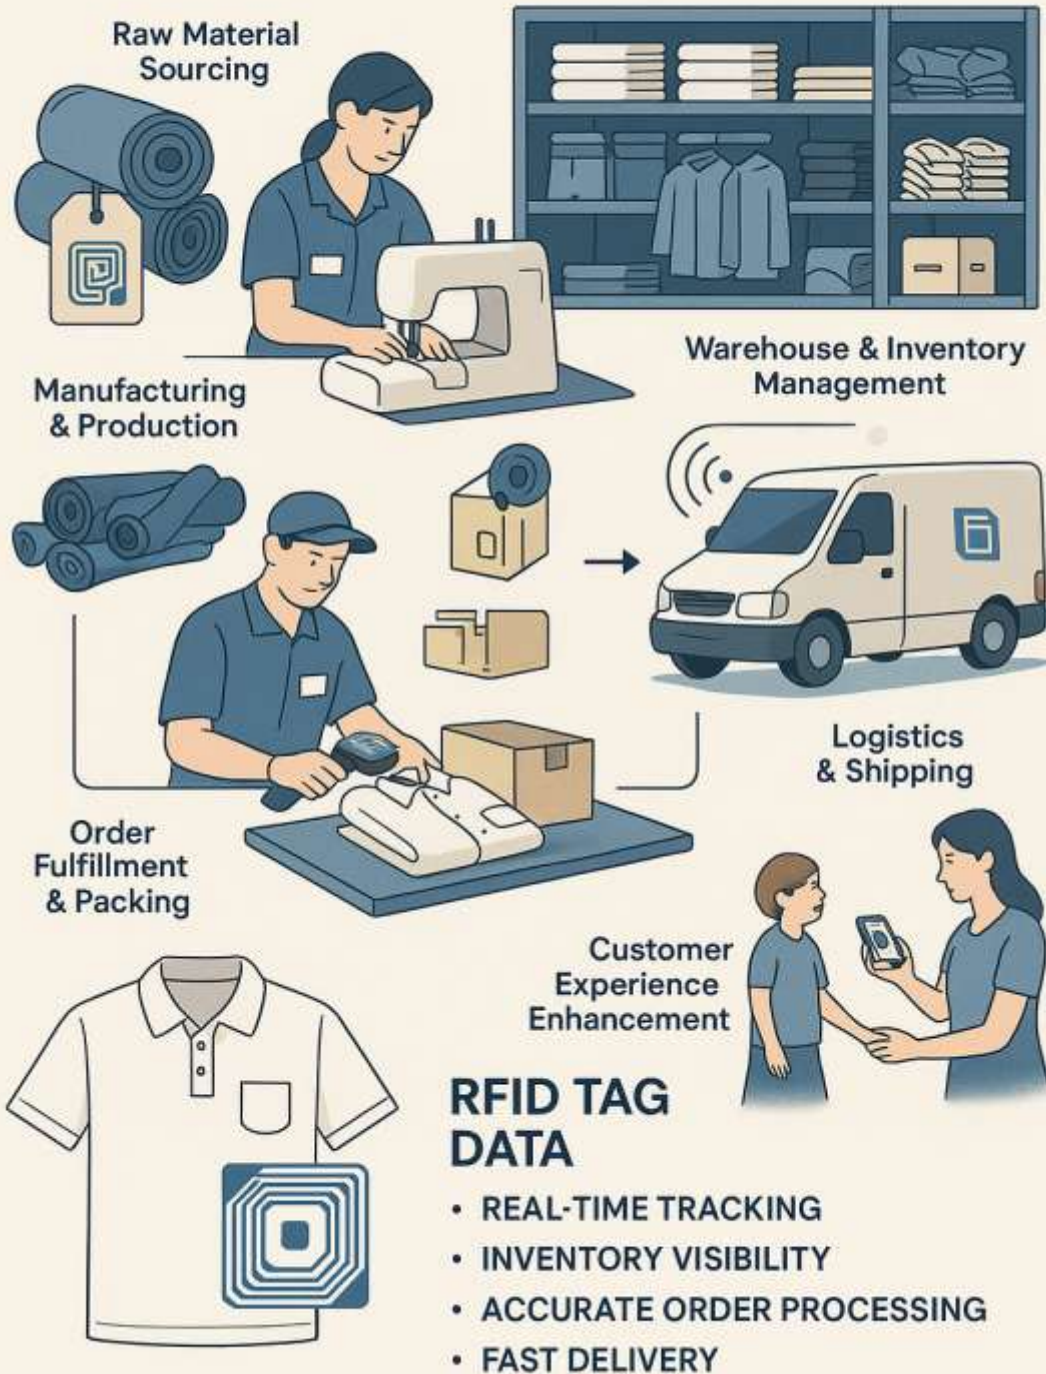 Raw Material
Sourcing
Manufacturing
& Production
Warehouse & Inventory
Management
Logistics
& Shipping
Order
Fulfillment
& Packing
Customer
Experience
Enhancement
RFID TAG
DATA
• REAL-TIME TRACKING
• INVENTORY VISIBILITY
• ACCURATE ORDER PROCESSING
• FAST DELIVERY